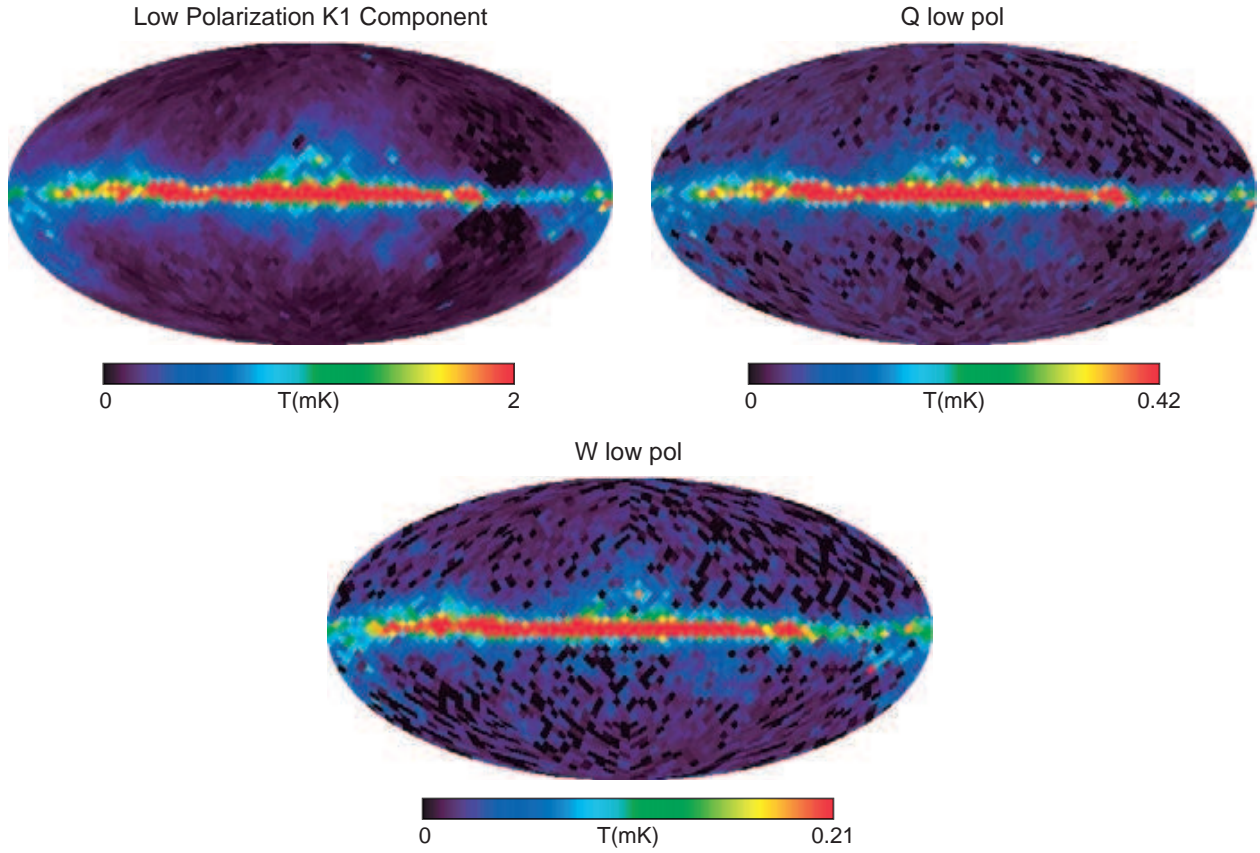 Low Polarization K1 Component
Q low pol
0 T(mK) 2
0 T(mK) 0.42
W low pol
0 T(mK) 0.21